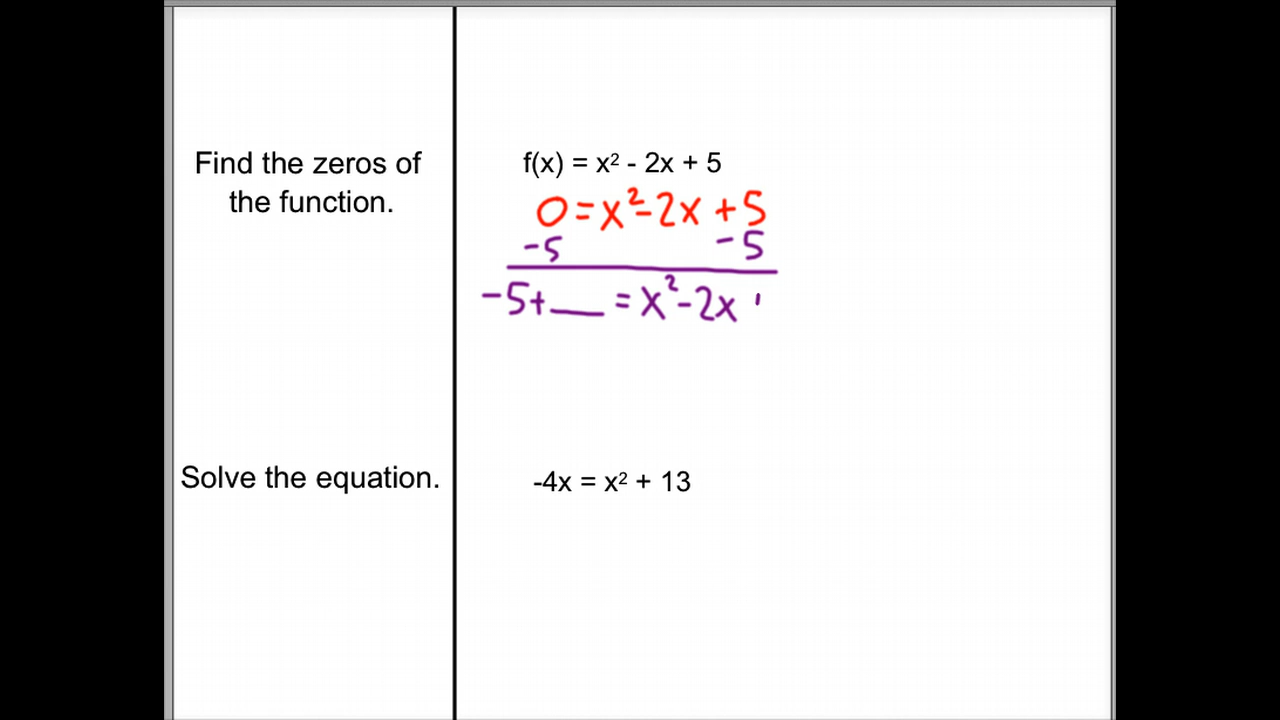 Find the zeros of
the function.
f(x) = x² - 2x + 5
0 = x² - 2x + 5
-5 -5
-5 + __ = x² - 2x '
Solve the equation.
-4x = x² + 13